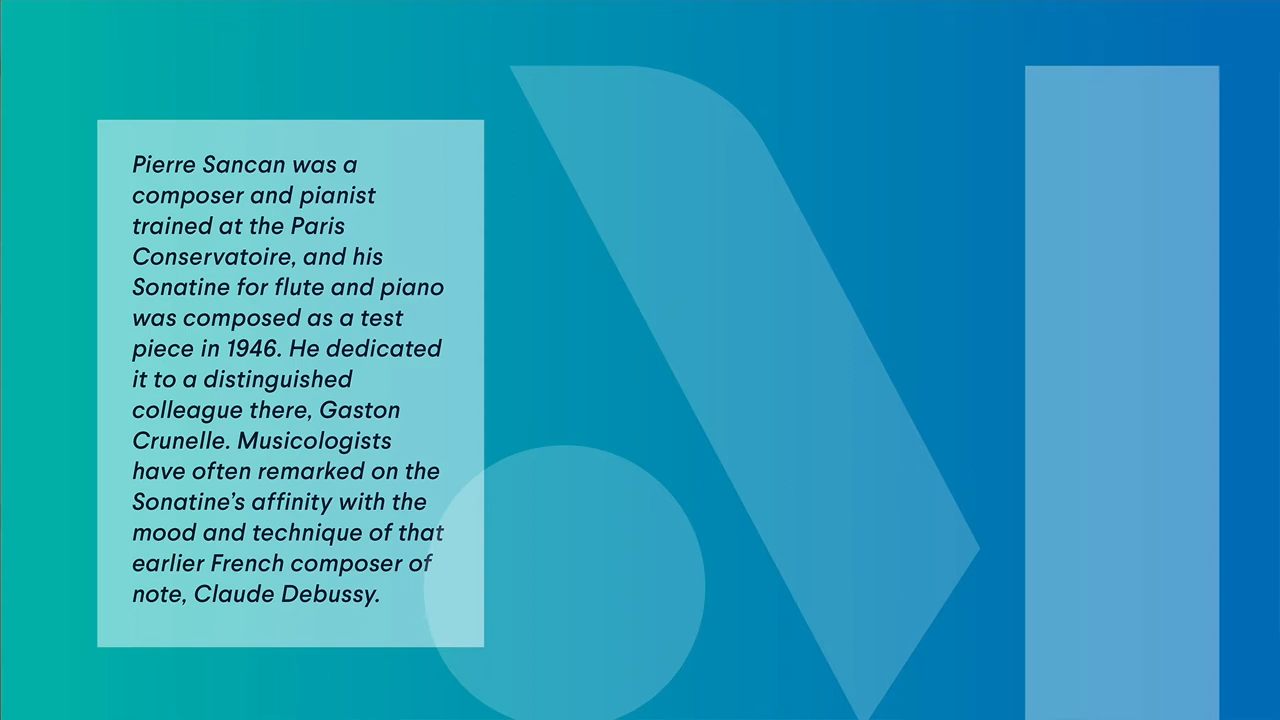 Pierre Sancan was a
composer and pianist
trained at the Paris
Conservatoire, and his
Sonatine for flute and piano
was composed as a test
piece in 1946. He dedicated
it to a distinguished
colleague there, Gaston
Crunelle. Musicologists
have often remarked on the
Sonatine’s affinity with the
mood and technique of that
earlier French composer of
note, Claude Debussy.